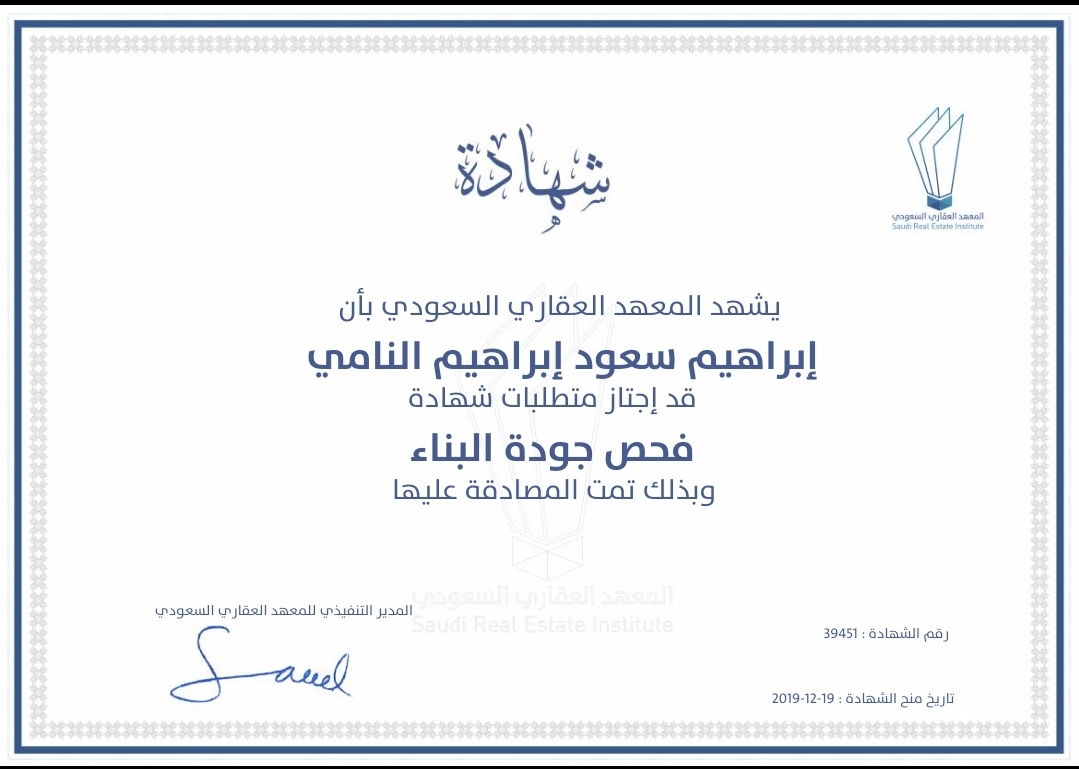 شهادة
المعهد العقاري السعودي
Saudi Real Estate Institute
يشهد المعهد العقاري السعودي بأن
إبراهيم سعود إبراهيم النامي
قد إجتاز متطلبات شهادة
فحص جودة البناء
وبذلك تمت المصادقة عليها
المعهد العقاري السعودي
Saudi Real Estate Institute
المدير التنفيذي للمعهد العقاري السعودي
رقم الشهادة : 39451
تاريخ منح الشهادة : 19-12-2019